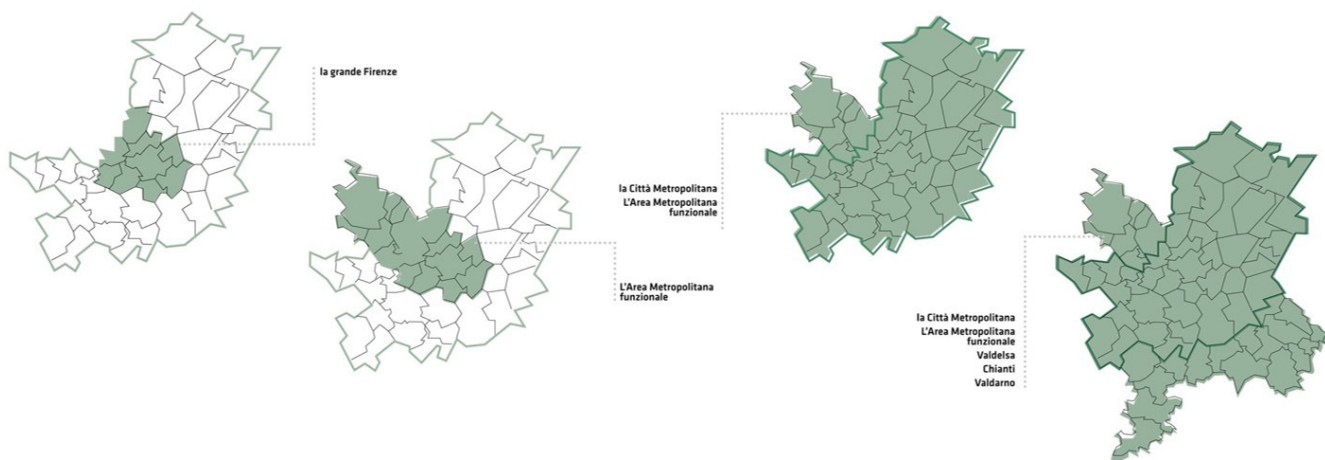 la grande Firenze
L'Area Metropolitana
funzionale
la Città Metropolitana
L'Area Metropolitana
funzionale
la Città Metropolitana
L'Area Metropolitana
funzionale
Valdelsa
Chianti
Valdarno